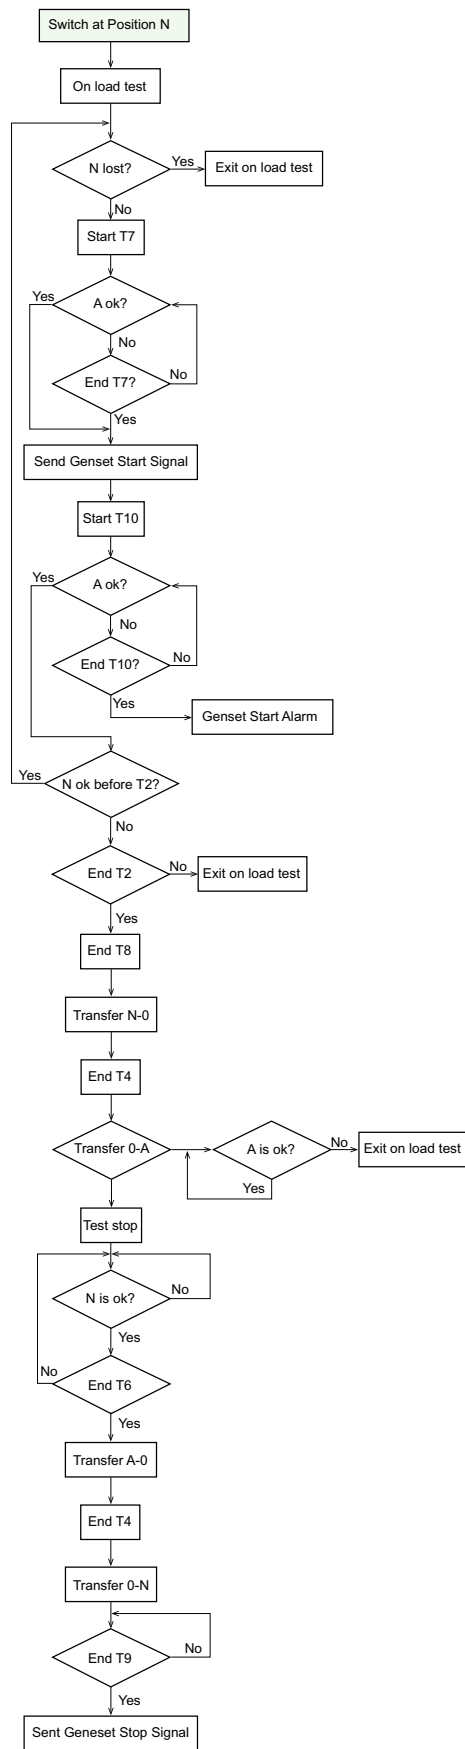 Switch at Position N
On load test
N lost?
Yes
Exit on load test
No
Start T7
Yes
A ok?
No
End T7?
No
Yes
Send Genset Start Signal
Start T10
Yes
A ok?
No
End T10?
No
Yes
Genset Start Alarm
Yes
N ok before T2?
No
End T2
No
Exit on load test
Yes
End T8
Transfer N-0
End T4
Transfer 0-A
A is ok?
No
Exit on load test
Yes
Test stop
N is ok?
No
Yes
No
End T6
Yes
Transfer A-0
End T4
Transfer 0-N
End T9
No
Yes
Sent Geneset Stop Signal